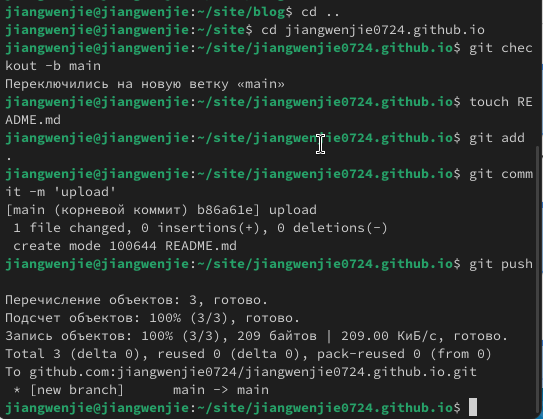 jiangwenjie@jiangwenjie:~/site/blog$ cd ..
jiangwenjie@jiangwenjie:~/site$ cd jiangwenjie0724.github.io
jiangwenjie@jiangwenjie:~/site/jiangwenjie0724.github.io$ git chec
kout -b main
Переключились на новую ветку «main»
jiangwenjie@jiangwenjie:~/site/jiangwenjie0724.github.io$ touch RE
ADME.md
jiangwenjie@jiangwenjie:~/site/jiangwenjie0724.github.io$ git add
.
jiangwenjie@jiangwenjie:~/site/jiangwenjie0724.github.io$ git comm
it -m 'upload'
[main (корневой коммит) b86a61e] upload
 1 file changed, 0 insertions(+), 0 deletions(-)
 create mode 100644 README.md
jiangwenjie@jiangwenjie:~/site/jiangwenjie0724.github.io$ git push
Перечисление объектов: 3, готово.
Подсчет объектов: 100% (3/3), готово.
Запись объектов: 100% (3/3), 209 байтов | 209.00 КиБ/с, готово.
Total 3 (delta 0), reused 0 (delta 0), pack-reused 0 (from 0)
To github.com:jiangwenjie0724/jiangwenjie0724.github.io.git
 * [new branch]      main -> main
jiangwenjie@jiangwenjie:~/site/jiangwenjie0724.github.io$